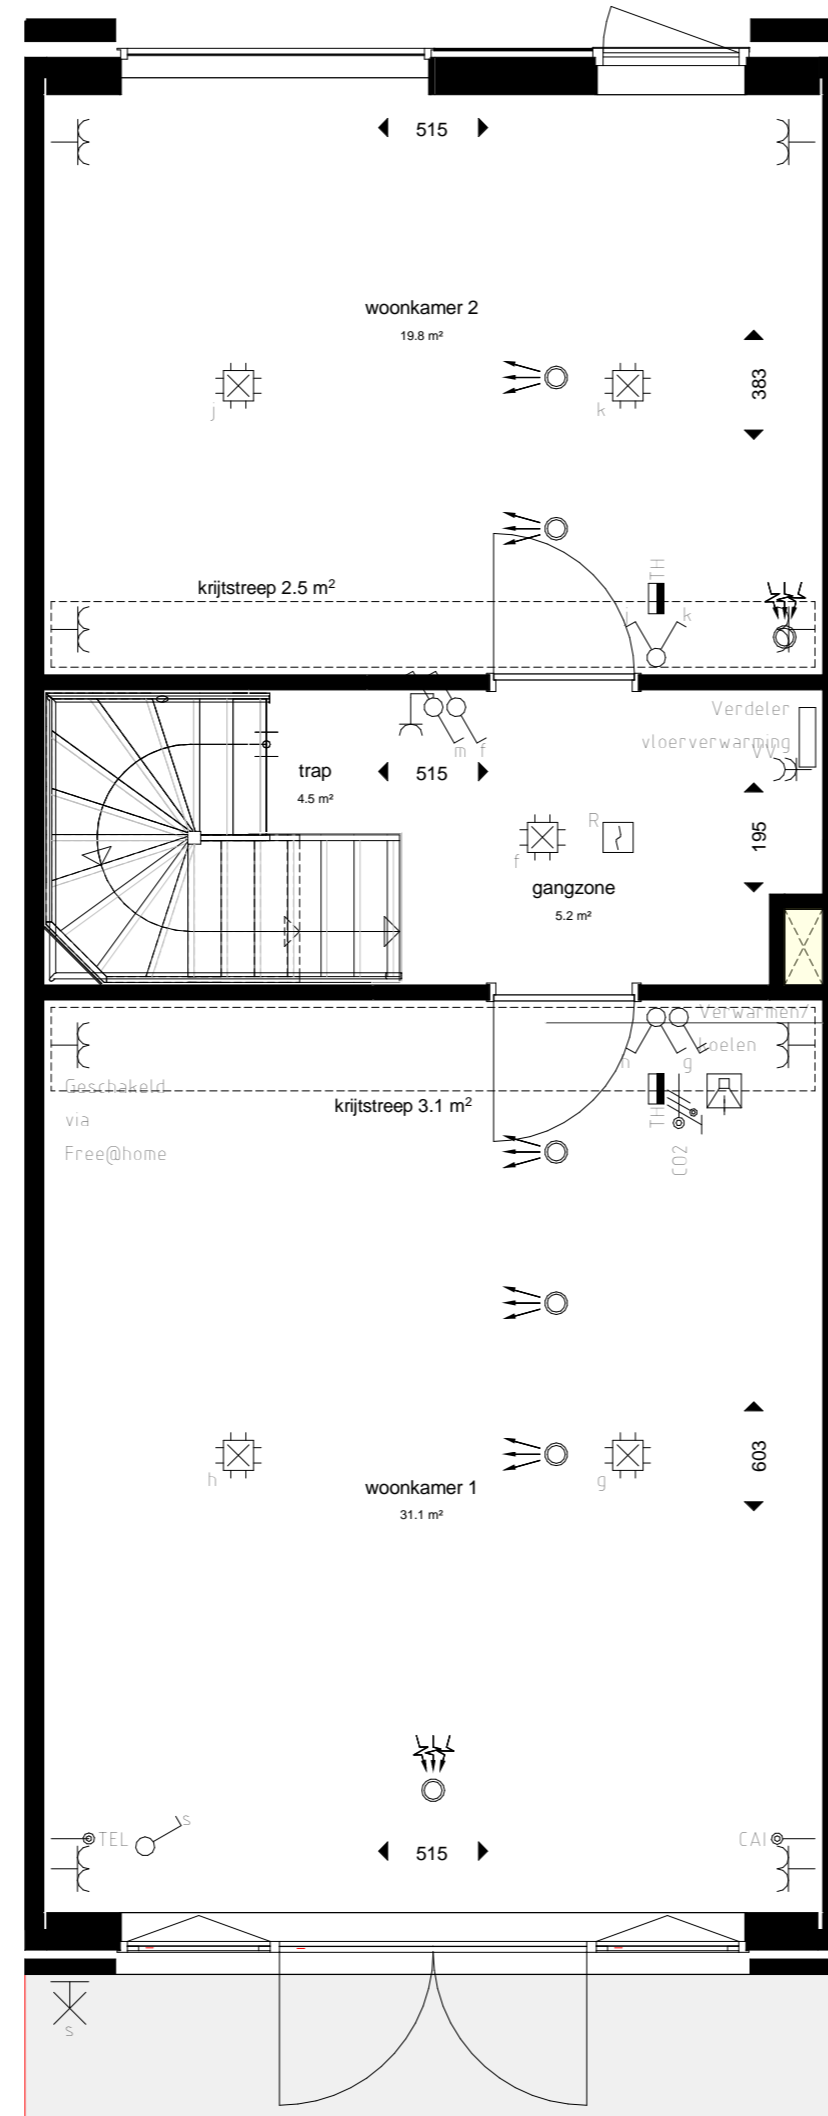 515
woonkamer 2
19.8 m²
383
j
k
krijtstreep 2.5 m²
TH
j
k
m
f
Verdeler
vloerverwarming
VV
trap
4.5 m²
515
195
R
f
gangzone
5.2 m²
Verwarmen/
koelen
h
g
Geschakeld
via
Free@home
krijtstreep 3.1 m²
TH
CO2
603
h
g
woonkamer 1
31.1 m²
s
TEL
CAI
515
s